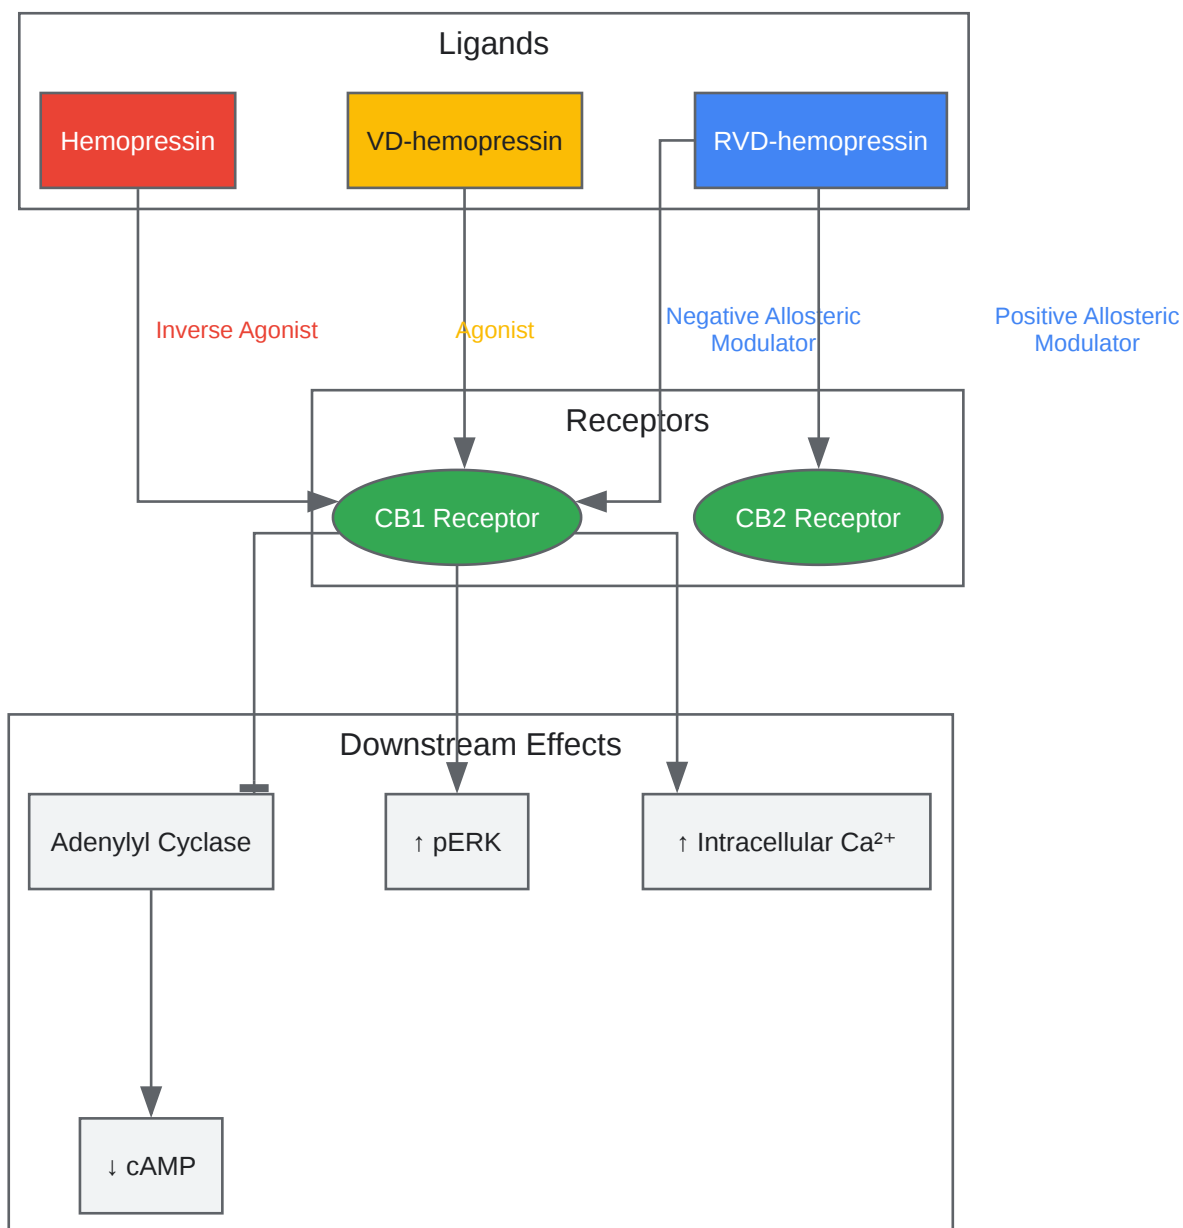 Ligands
Hemopressin
VD-hemopressin
RVD-hemopressin
Inverse Agonist
Agonist
Negative Allosteric
Modulator
Positive Allosteric
Modulator
Receptors
CB1 Receptor
CB2 Receptor
Downstream Effects
Adenylyl Cyclase
↑ pERK
↑ Intracellular Ca²⁺
↓ cAMP